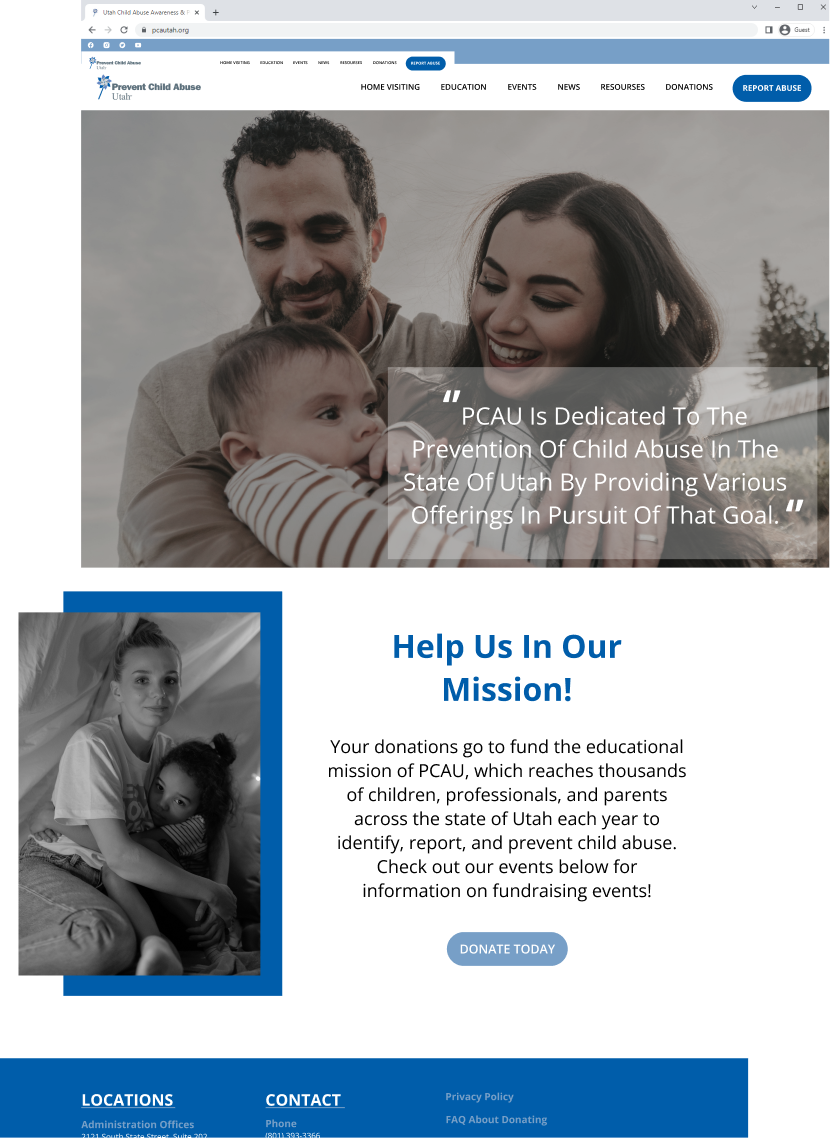 Utah Child Abuse Awareness &
pcautah.org
Guest
Prevent Child Abuse
Utah
HOME VISITING EDUCATION EVENTS NEWS RESOURSES DONATIONS REPORT ABUSE
Prevent Child Abuse
Utah
HOME VISITING EDUCATION EVENTS NEWS RESOURSES DONATIONS REPORT ABUSE
" PCAU Is Dedicated To The
Prevention Of Child Abuse In The
State Of Utah By Providing Various
Offerings In Pursuit Of That Goal. "
Help Us In Our
Mission!
Your donations go to fund the educational
mission of PCAU, which reaches thousands
of children, professionals, and parents
across the state of Utah each year to
identify, report, and prevent child abuse.
Check out our events below for
information on fundraising events!
DONATE TODAY
LOCATIONS
Administration Offices
2121 South State Street, Suite 202
CONTACT
Phone
(801) 393-3366
Privacy Policy
FAQ About Donating